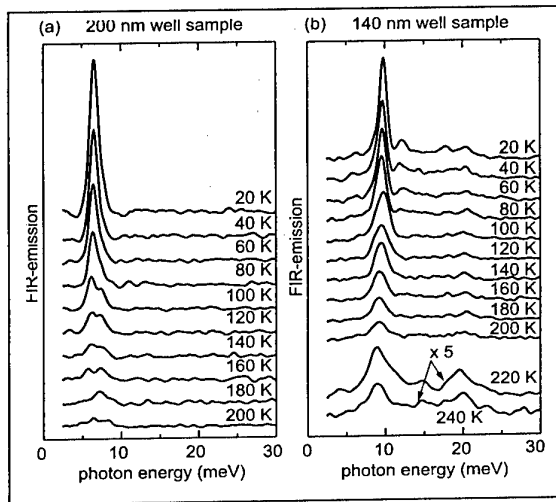 (a) 200 nm well sample
FIR-emission
20 K
40 K
60 K
80 K
100 K
120 K
140 K
160 K
180 K
200 K
0 10 20 30
photon energy (meV)
(b) 140 nm well sample
FIR-emission
20 K
40 K
60 K
80 K
100 K
120 K
140 K
160 K
180 K
200 K
x 5
220 K
240 K
0 10 20 30
photon energy (meV)